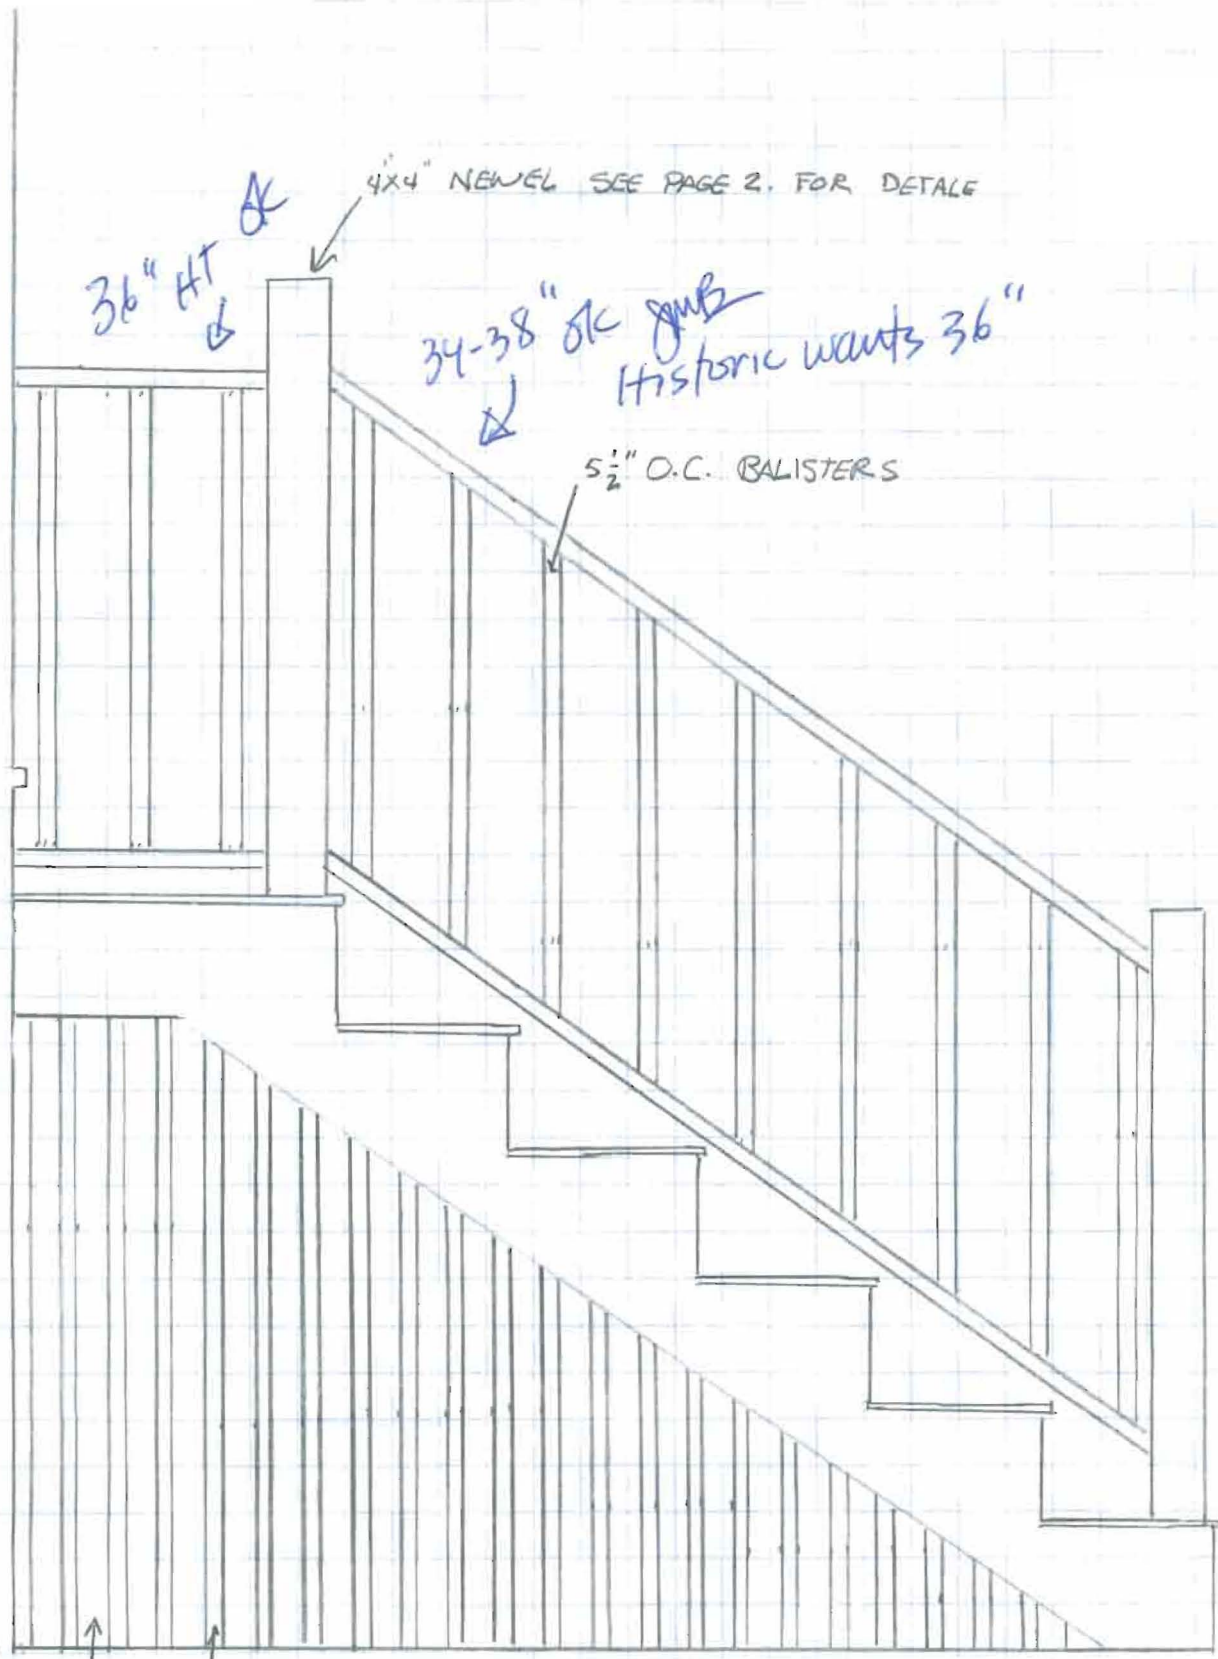 4"x4" NEWEL SEE PAGE 2. FOR DETALE
36" HT OK
34-38" OK JMB
Historic wants 36"
5 1/2" O.C. BALISTERS